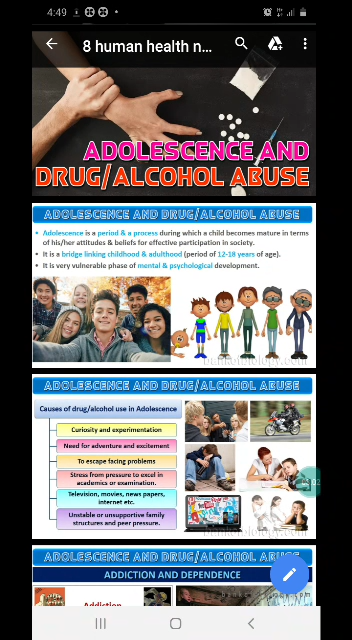 4:49
8 human health n...
ADOLESCENCE AND
DRUG/ALCOHOL ABUSE
ADOLESCENCE AND DRUG/ALCOHOL ABUSE
• Adolescence is a period & a process during which a child becomes mature in terms
of his/her attitudes & beliefs for effective participation in society.
• It is a bridge linking childhood & adulthood (period of 12-18 years of age).
• It is very vulnerable phase of mental & psychological development.
ADOLESCENCE AND DRUG/ALCOHOL ABUSE
Causes of drug/alcohol use in Adolescence
Curiosity and experimentation
Need for adventure and excitement
To escape facing problems
Stress from pressure to excel in
academics or examination.
Television, movies, news papers,
internet etc.
Unstable or unsupportive family
structures and peer pressure.
ADOLESCENCE AND DRUG/ALCOHOL ABUSE
ADDICTION AND DEPENDENCE
Addiction